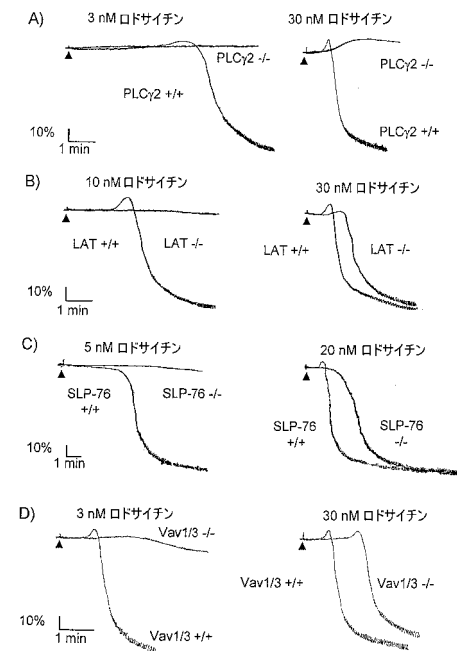 A)
3 nM ロドサイチン
30 nM ロドサイチン
PLCγ2 -/-
PLCγ2 +/+
PLCγ2 -/-
PLCγ2 +/+
10%
1 min
B)
10 nM ロドサイチン
30 nM ロドサイチン
LAT +/+
LAT -/-
LAT +/+
LAT -/-
10%
1 min
C)
5 nM ロドサイチン
20 nM ロドサイチン
SLP-76
+/+
SLP-76 -/-
SLP-76
+/+
SLP-76
-/-
10%
1 min
D)
3 nM ロドサイチン
30 nM ロドサイチン
Vav1/3 -/-
Vav1/3 +/+
Vav1/3 +/+
Vav1/3 -/-
10%
1 min